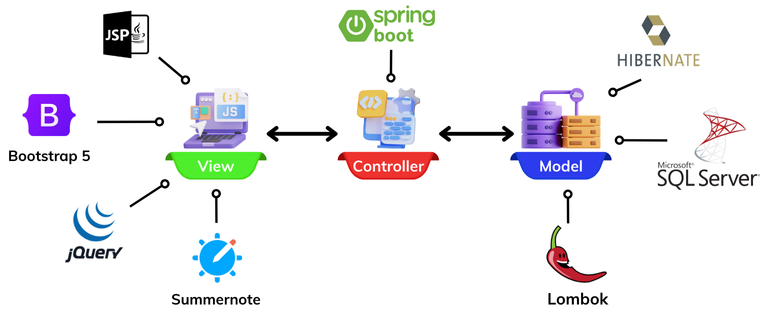 JSP
spring
boot
HIBERNATE
B
{:}
JS
</>
Bootstrap 5
View
Controller
Model
Microsoft®
SQL Server®
jQuery
Summernote
Lombok